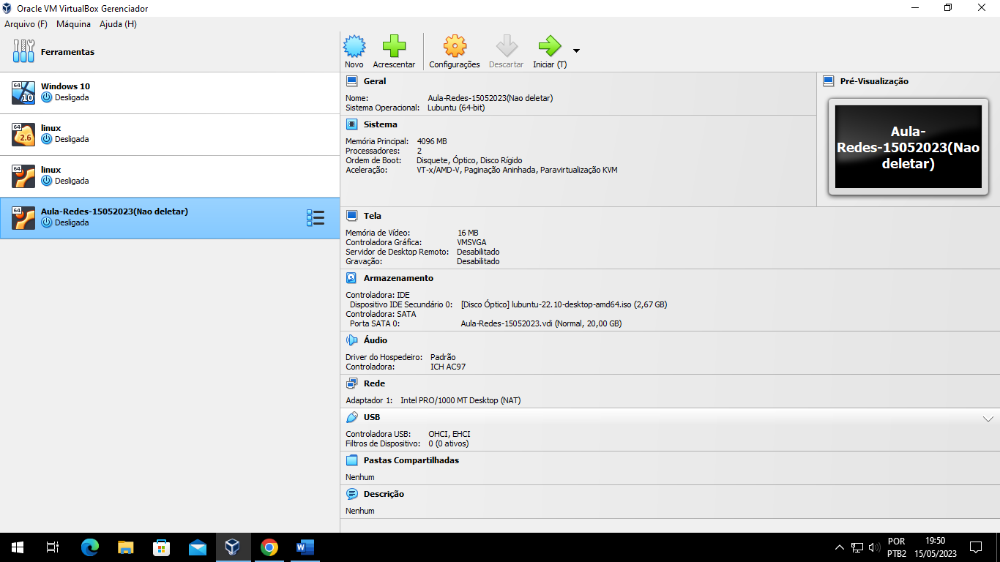 Oracle VM VirtualBox Gerenciador
Arquivo (F) Máquina Ajuda (H)
Ferramentas
64
10
Windows 10
Desligada
64
2.6
linux
Desligada
64
linux
Desligada
64
Aula-Redes-15052023(Nao deletar)
Desligada
Novo Acrescentar Configurações Descartar Iniciar (T)
Geral
Nome: Aula-Redes-15052023(Nao deletar)
Sistema Operacional: Lubuntu (64-bit)
Sistema
Memória Principal: 4096 MB
Processadores: 2
Ordem de Boot: Disquete, Óptico, Disco Rígido
Aceleração: VT-x/AMD-V, Paginação Aninhada, Paravirtualização KVM
Pré-Visualização
Aula-
Redes-15052023(Nao
deletar)
Tela
Memória de Vídeo: 16 MB
Controladora Gráfica: VMSVGA
Servidor de Desktop Remoto: Desabilitado
Gravação: Desabilitado
Armazenamento
Controladora: IDE
Dispositivo IDE Secundário 0: [Disco Óptico] lubuntu-22.10-desktop-amd64.iso (2,67 GB)
Controladora: SATA
Porta SATA 0: Aula-Redes-15052023.vdi (Normal, 20,00 GB)
Áudio
Driver do Hospedeiro: Padrão
Controladora: ICH AC97
Rede
Adaptador 1: Intel PRO/1000 MT Desktop (NAT)
USB
Controladora USB: OHCI, EHCI
Filtros de Dispositivo: 0 (0 ativos)
Pastas Compartilhadas
Nenhum
Descrição
Nenhum
W
POR
PTB2
19:50
15/05/2023